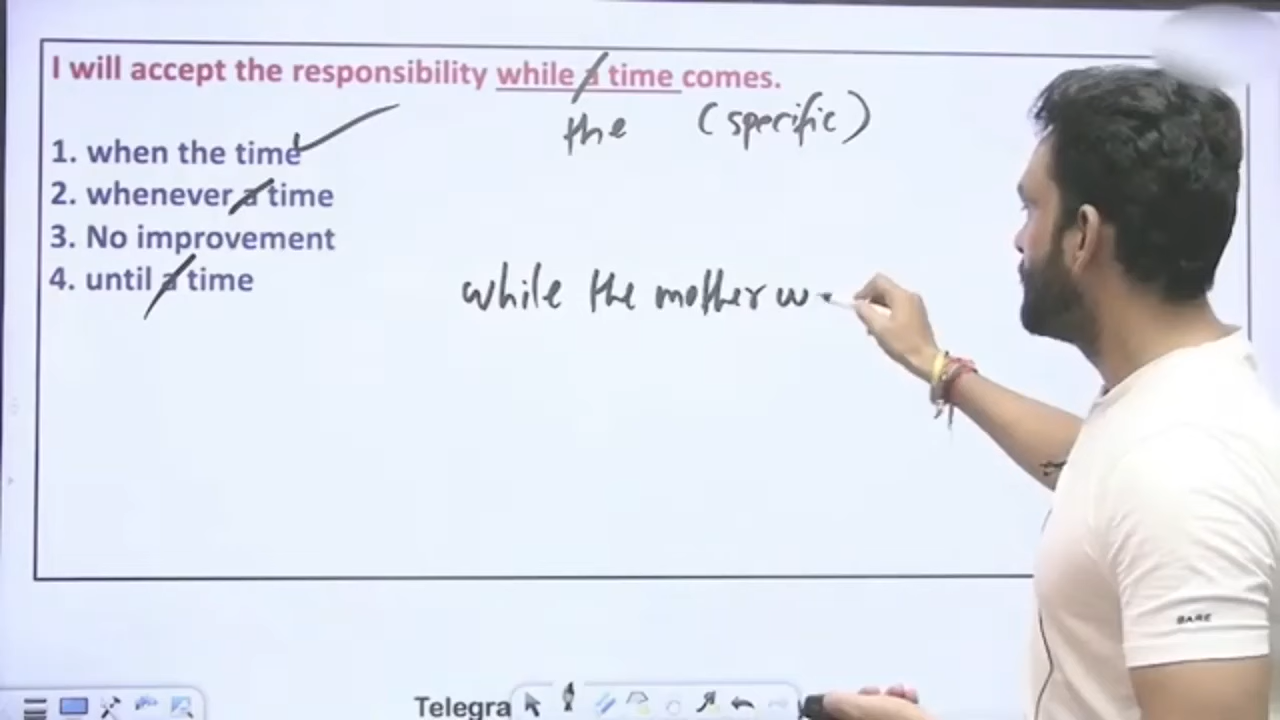 I will accept the responsibility while a time comes.
the (specific)
1. when the time
2. whenever a time
3. No improvement
4. until a time
while the mother w
BARE
Telegra